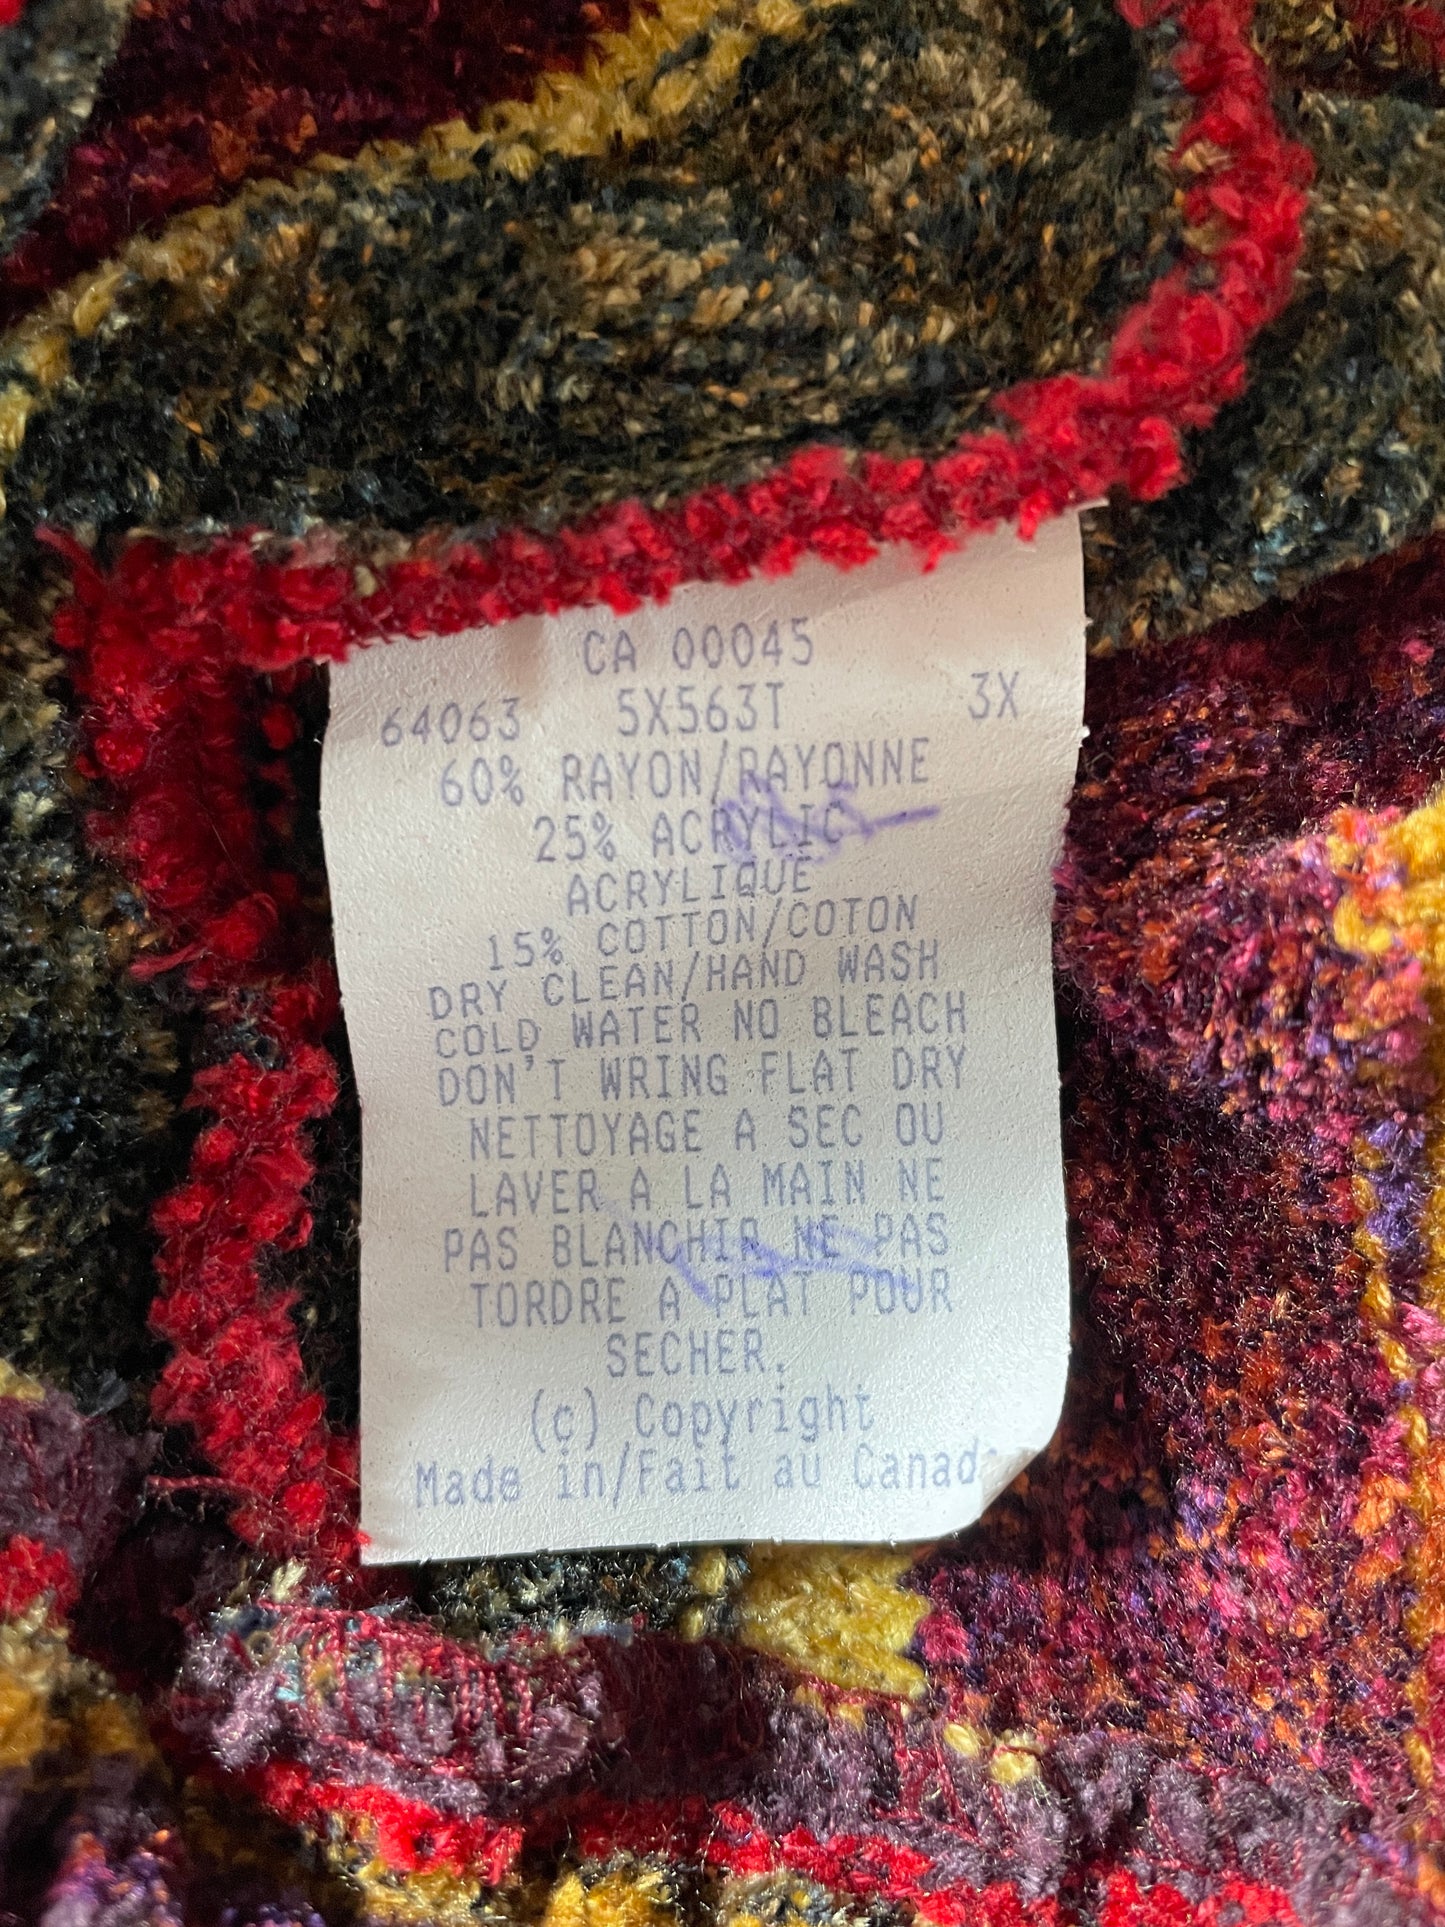 CA 00045
64063 5X563T 3X
60% RAYON/RAYONNE
25% ACRYLIC
ACRYLIQUE
15% COTTON/COTON
DRY CLEAN/HAND WASH
COLD WATER NO BLEACH
DON'T WRING FLAT DRY
NETTOYAGE A SEC OU
LAVER A LA MAIN NE
PAS BLANCHIR NE PAS
TORDRE A PLAT POUR
SECHER.
(c) Copyright
Made in/Fait au Canad